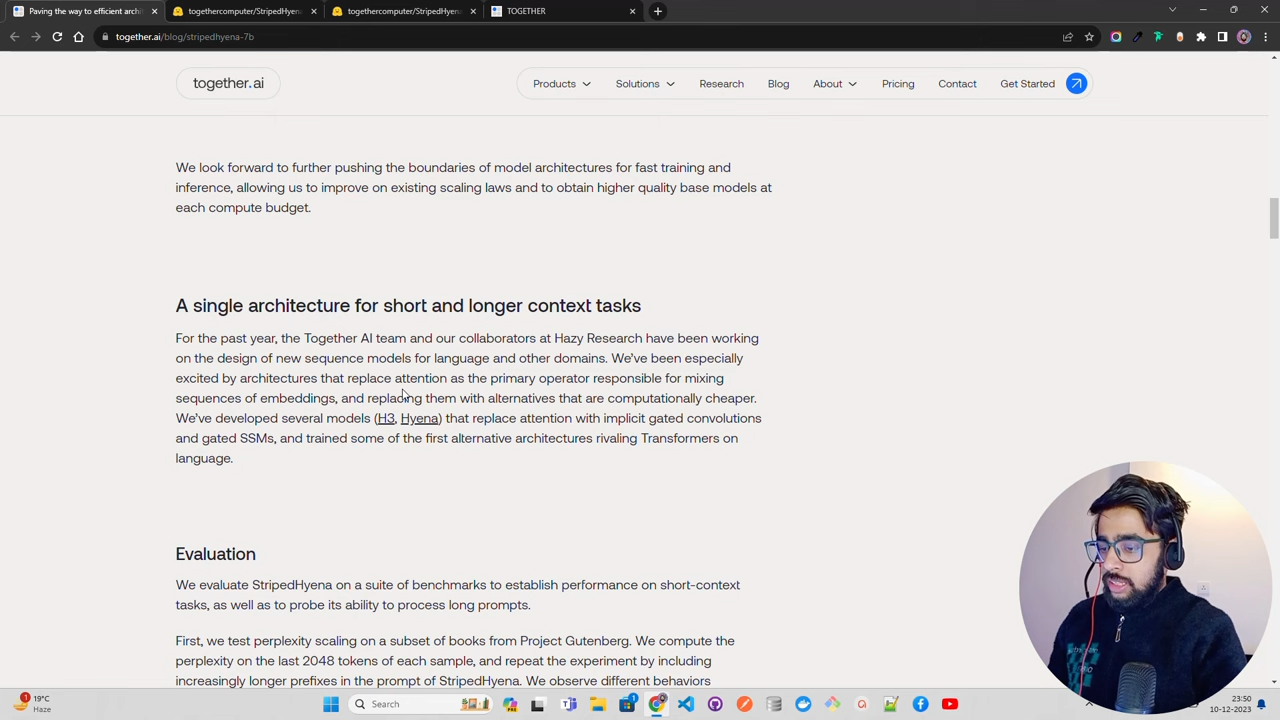 Paving the way to efficient archi
togethercomputer/StripedHyena
togethercomputer/StripedHyena
TOGETHER
together.ai/blog/stripedhyena-7b
together.ai
Products
Solutions
Research
Blog
About
Pricing
Contact
Get Started
We look forward to further pushing the boundaries of model architectures for fast training and
inference, allowing us to improve on existing scaling laws and to obtain higher quality base models at
each compute budget.
A single architecture for short and longer context tasks
For the past year, the Together AI team and our collaborators at Hazy Research have been working
on the design of new sequence models for language and other domains. We've been especially
excited by architectures that replace attention as the primary operator responsible for mixing
sequences of embeddings, and replacing them with alternatives that are computationally cheaper.
We've developed several models (H3, Hyena) that replace attention with implicit gated convolutions
and gated SSMs, and trained some of the first alternative architectures rivaling Transformers on
language.
Evaluation
We evaluate StripedHyena on a suite of benchmarks to establish performance on short-context
tasks, as well as to probe its ability to process long prompts.
First, we test perplexity scaling on a subset of books from Project Gutenberg. We compute the
perplexity on the last 2048 tokens of each sample, and repeat the experiment by including
increasingly longer prefixes in the prompt of StripedHyena. We observe different behaviors
1
19°C
Haze
Search
1
23:50
10-12-2023